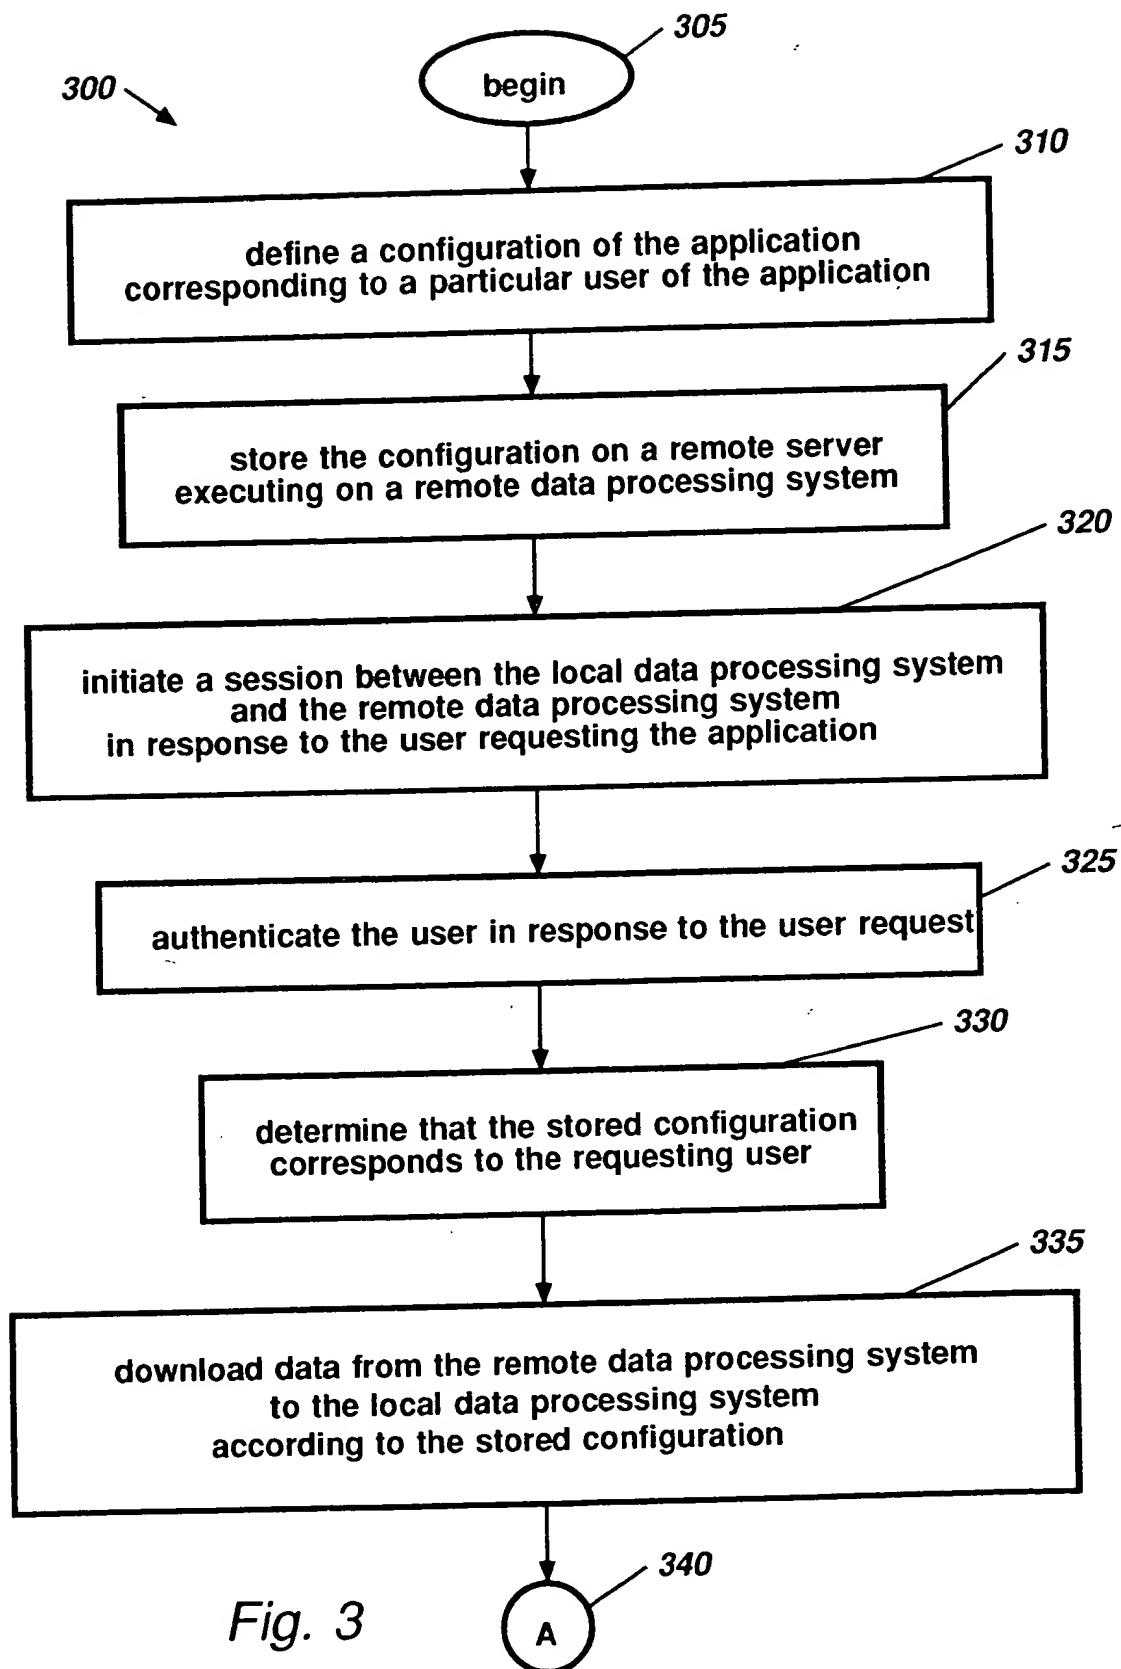 305
300
begin
310
define a configuration of the application
corresponding to a particular user of the application
315
store the configuration on a remote server
executing on a remote data processing system
320
initiate a session between the local data processing system
and the remote data processing system
in response to the user requesting the application
325
authenticate the user in response to the user request
330
determine that the stored configuration
corresponds to the requesting user
335
download data from the remote data processing system
to the local data processing system
according to the stored configuration
340
Fig. 3
A